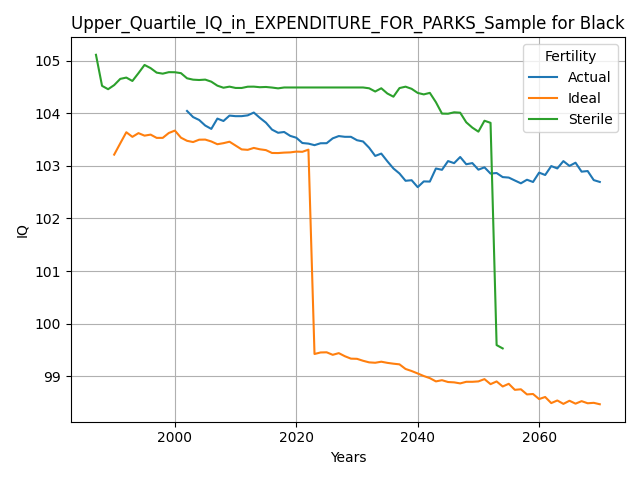 Upper_Quartile_IQ_in_EXPENDITURE_FOR_PARKS_Sample for Black
Fertility
Actual
Ideal
Sterile
IQ
105
104
103
102
101
100
99
2000
2020
2040
2060
Years